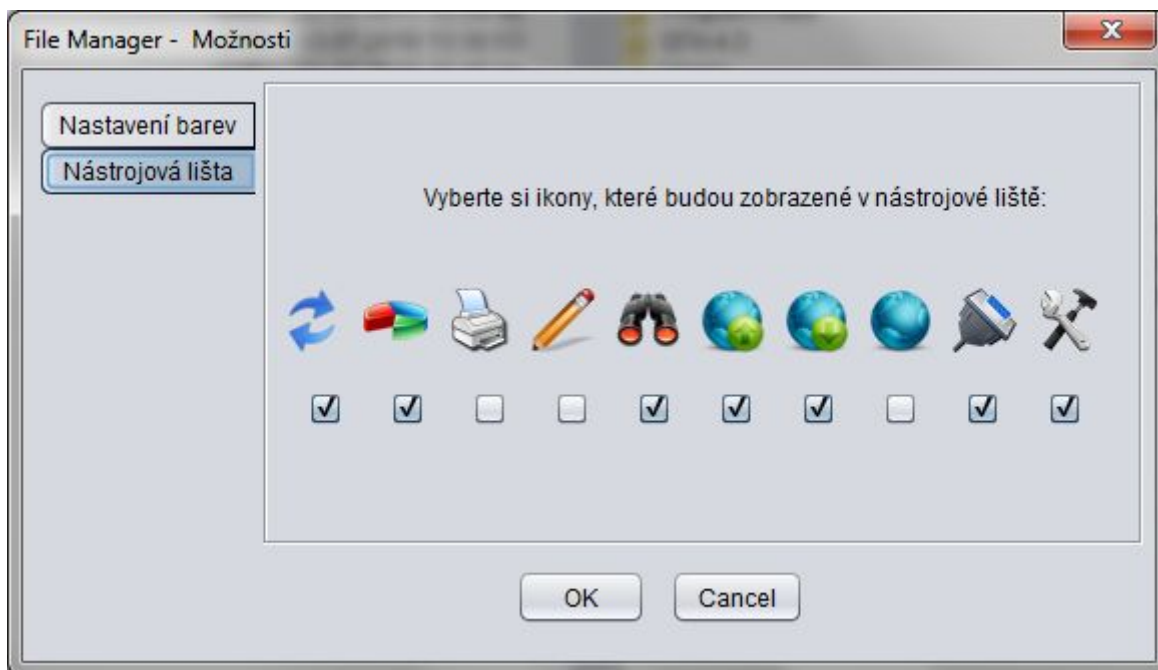 File Manager - Možnosti
Nastavení barev
Nástrojová lišta
Vyberte si ikony, které budou zobrazené v nástrojové liště:
OK
Cancel